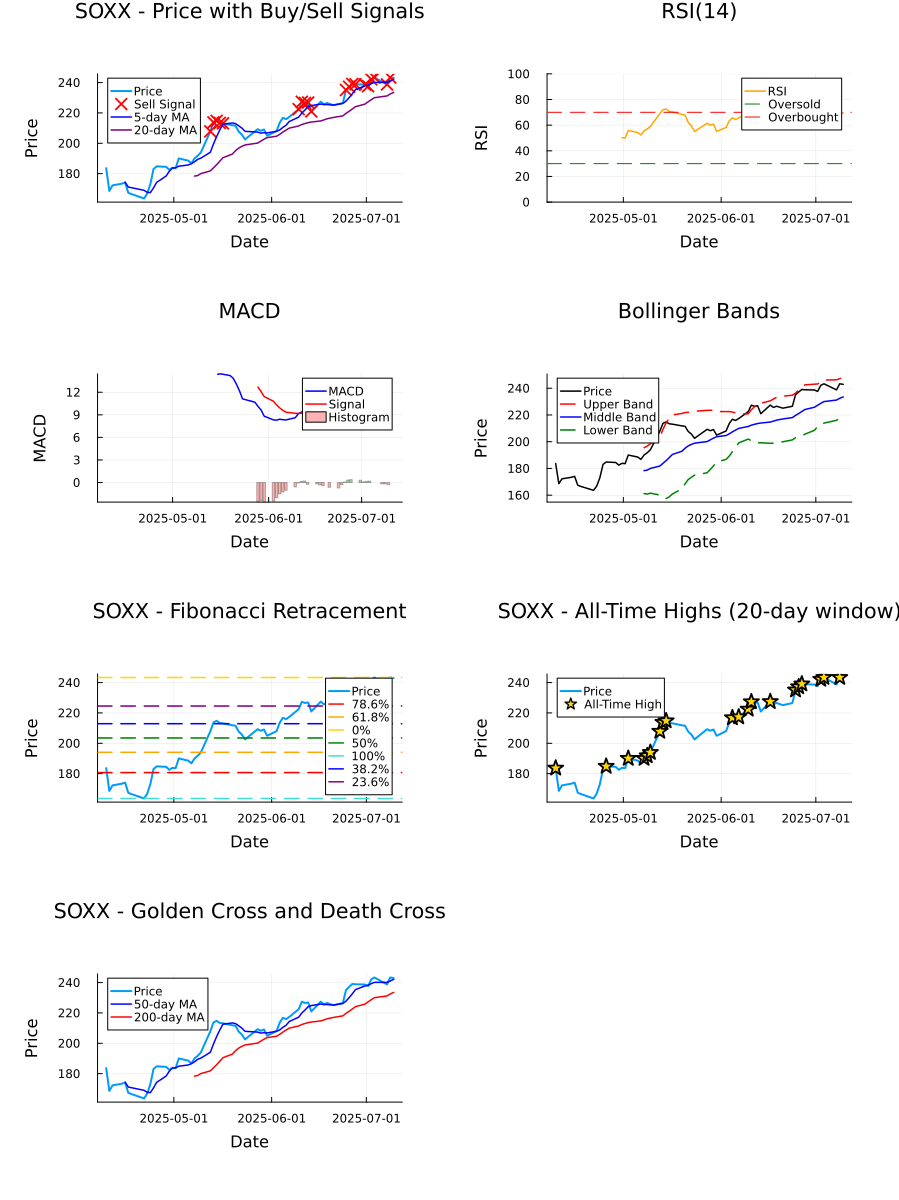 SOXX - Price with Buy/Sell Signals
240
220
200
180
Price
Price
Sell Signal
5-day MA
20-day MA
2025-05-01
2025-06-01
2025-07-01
Date
RSI(14)
100
80
60
40
20
0
RSI
RSI
Oversold
Overbought
2025-05-01
2025-06-01
2025-07-01
Date
MACD
12
9
6
3
0
MACD
MACD
Signal
Histogram
2025-05-01
2025-06-01
2025-07-01
Date
Bollinger Bands
240
220
200
180
160
Price
Price
Upper Band
Middle Band
Lower Band
2025-05-01
2025-06-01
2025-07-01
Date
SOXX - Fibonacci Retracement
240
220
200
180
Price
Price
78.6%
61.8%
0%
50%
100%
38.2%
23.6%
2025-05-01
2025-06-01
2025-07-01
Date
SOXX - All-Time Highs (20-day window)
240
220
200
180
Price
Price
All-Time High
2025-05-01
2025-06-01
2025-07-01
Date
SOXX - Golden Cross and Death Cross
240
220
200
180
Price
Price
50-day MA
200-day MA
2025-05-01
2025-06-01
2025-07-01
Date